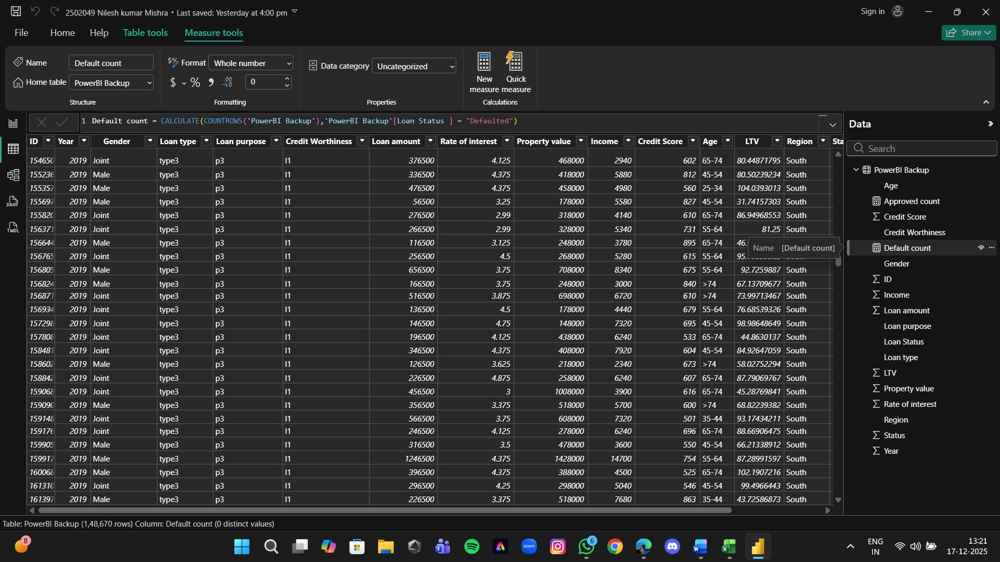 2502049 Nilesh kumar Mishra • Last saved: Yesterday at 4:00 pm
Sign in
File Home Help Table tools Measure tools
Share
Name Default count
Home table PowerBI Backup
Structure
$% Format Whole number
$ % 9 .00 0
Formatting
Data category Uncategorized
Properties
New measure
Quick measure
Calculations
1 Default count = CALCULATE(COUNTROWS('PowerBI Backup'),'PowerBI Backup'[Loan Status ] = "Defaulted")
ID Year Gender Loan type Loan purpose Credit Worthiness Loan amount Rate of interest Property value Income Credit Score Age LTV Region Sta
154650 2019 Joint type3 p3 l1 376500 4.125 468000 2940 602 65-74 80.44871795 South
155236 2019 Male type3 p3 l1 336500 4.375 418000 5880 812 45-54 80.50239234 South
155357 2019 Male type3 p3 l1 476500 4.375 458000 4980 560 25-34 104.0393013 South
155697 2019 Male type3 p3 l1 56500 3.25 178000 5580 827 45-54 31.74157303 South
155820 2019 Joint type3 p3 l1 276500 2.99 318000 4140 610 65-74 86.94968553 South
156371 2019 Joint type3 p3 l1 266500 2.99 328000 5340 731 55-64 81.25 South
156644 2019 Male type3 p3 l1 116500 3.125 248000 3780 895 65-74
156765 2019 Joint type3 p3 l1 256500 4.5 268000 5280 615 55-64
156805 2019 Male type3 p3 l1 656500 3.75 708000 8340 675 55-64 92.7259887 South
156824 2019 Male type3 p3 l1 166500 3.75 248000 3000 840 >74 67.13709677 South
156871 2019 Joint type3 p3 l1 516500 3.875 698000 6720 610 >74 73.99713467 South
156934 2019 Joint type3 p3 l1 136500 4.5 178000 4440 679 55-64 76.68539326 South
157298 2019 Joint type3 p3 l1 146500 4.75 148000 7320 695 45-54 98.98648649 South
157808 2019 Joint type3 p3 l1 196500 4.125 438000 6240 533 65-74 44.8630137 South
158481 2019 Joint type3 p3 l1 346500 4.375 408000 7920 604 45-54 84.92647059 South
158602 2019 Male type3 p3 l1 126500 3.625 218000 2340 673 >74 58.02752294 South
158842 2019 Joint type3 p3 l1 226500 4.875 258000 6240 607 65-74 87.79069767 South
159068 2019 Joint type3 p3 l1 456500 3 1008000 3900 616 65-74 45.28769841 South
159090 2019 Male type3 p3 l1 356500 3.375 518000 5700 600 >74 68.82239382 South
159148 2019 Joint type3 p3 l1 566500 3.75 608000 7320 501 35-44 93.17434211 South
159176 2019 Joint type3 p3 l1 246500 4.125 278000 6240 696 65-74 88.66906475 South
159905 2019 Male type3 p3 l1 316500 3.5 478000 3600 550 45-54 66.21338912 South
159917 2019 Male type3 p3 l1 1246500 4.375 1428000 14700 754 55-64 87.28991597 South
160068 2019 Male type3 p3 l1 396500 4.375 388000 4500 525 65-74 102.1907216 South
161310 2019 Joint type3 p3 l1 296500 4.25 298000 5040 546 45-54 99.4966443 South
161397 2019 Male type3 p3 l1 226500 3.375 518000 7680 863 35-44 43.72586873 South
Name [Default count]
Data
Search
PowerBI Backup
Age
Approved count
Credit Score
Credit Worthiness
Default count
Gender
ID
Income
Loan amount
Loan purpose
Loan Status
Loan type
LTV
Property value
Rate of interest
Region
Status
Year
DAX
TMDL
Table: PowerBI Backup (1,48,670 rows) Column: Default count (0 distinct values)
8
zoom
6
ENG
IN
13:21
17-12-2025